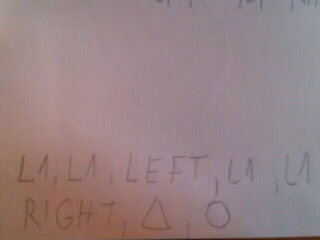 L1, L1, LEFT, L1, L1
RIGHT, △, ○